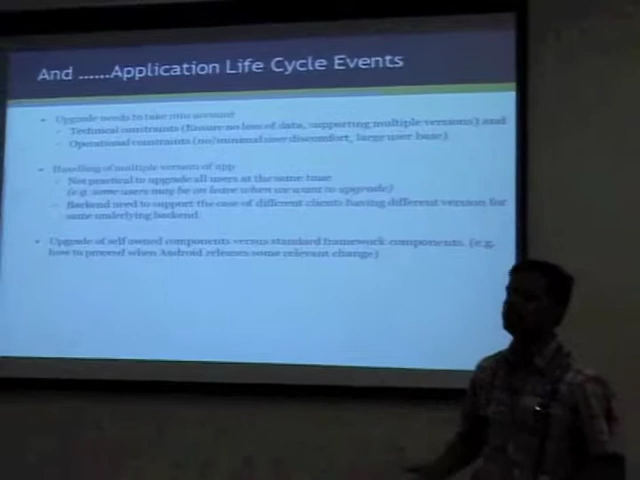 And ......Application Life Cycle Events
Upgrade needs to take into account
Technical constraints (Ensure no loss of data, supporting multiple versions) and
Operational constraints (no/minimal user discomfort, large user base).
Handling of multiple version of app
Not practical to upgrade all users at the same time
(e.g. some users may be on leave when we want to upgrade)
Backend need to support the case of different clients having different version for
same underlying backend
Upgrade of self owned components versus standard framework components. (e.g.
how to proceed when Android releases some relevant change)